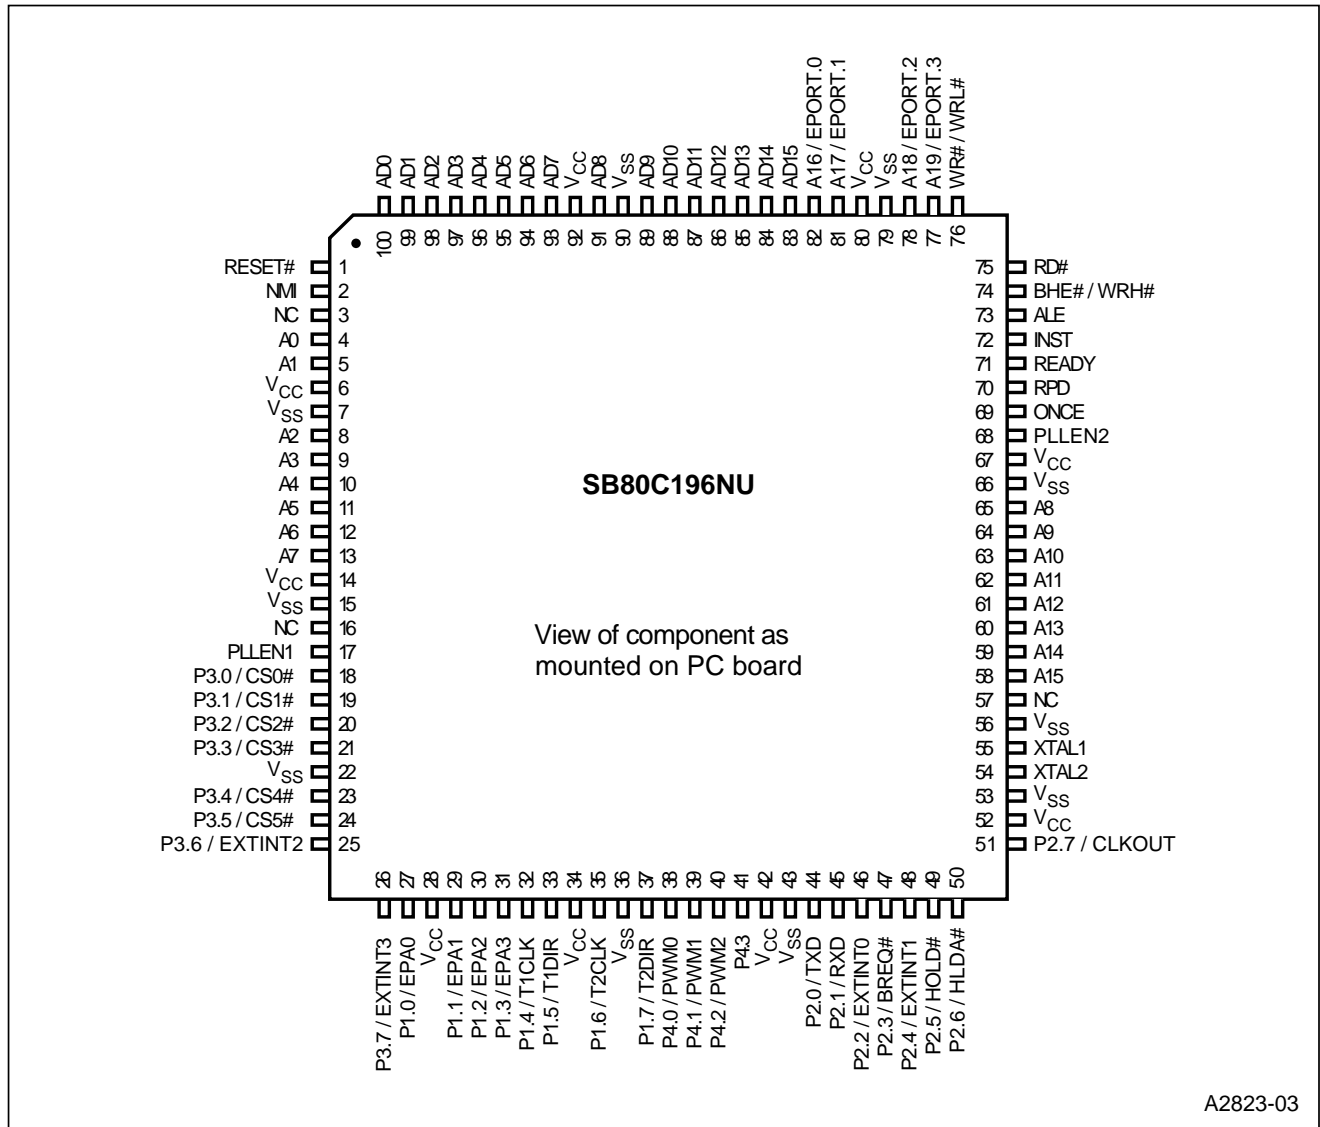 A16 / EPORT.0
A17 / EPORT.1
A18 / EPORT.2
A19 / EPORT.3
WR# / WRL#
AD0
AD1
AD2
AD3
AD4
AD5
AD6
AD7
VCC
AD8
VSS
AD9
AD10
AD11
AD12
AD13
AD14
AD15
VCC
VSS
100
99
98
97
96
95
94
93
92
91
90
89
88
87
86
85
84
83
82
81
80
79
78
77
76
RESET# 1
NMI 2
NC 3
A0 4
A1 5
VCC 6
VSS 7
A2 8
A3 9
A4 10
A5 11
A6 12
A7 13
VCC 14
VSS 15
NC 16
PLLEN1 17
P3.0 / CS0# 18
P3.1 / CS1# 19
P3.2 / CS2# 20
P3.3 / CS3# 21
VSS 22
P3.4 / CS4# 23
P3.5 / CS5# 24
P3.6 / EXTINT2 25
SB80C196NU
View of component as
mounted on PC board
75 RD#
74 BHE# / WRH#
73 ALE
72 INST
71 READY
70 RPD
69 ONCE
68 PLLEN2
67 VCC
66 VSS
65 A8
64 A9
63 A10
62 A11
61 A12
60 A13
59 A14
58 A15
57 NC
56 VSS
55 XTAL1
54 XTAL2
53 VSS
52 VCC
51 P2.7 / CLKOUT
26
27
28
29
30
31
32
33
34
35
36
37
38
39
40
41
42
43
44
45
46
47
48
49
50
P3.7 / EXTINT3
P1.0 / EPA0
VCC
P1.1 / EPA1
P1.2 / EPA2
P1.3 / EPA3
P1.4 / T1CLK
P1.5 / T1DIR
VCC
P1.6 / T2CLK
VSS
P1.7 / T2DIR
P4.0 / PWM0
P4.1 / PWM1
P4.2 / PWM2
P4.3
VCC
VSS
P2.0 / TXD
P2.1 / RXD
P2.2 / EXTINT0
P2.3 / BREQ#
P2.4 / EXTINT1
P2.5 / HOLD#
P2.6 / HLDA#
A2823-03